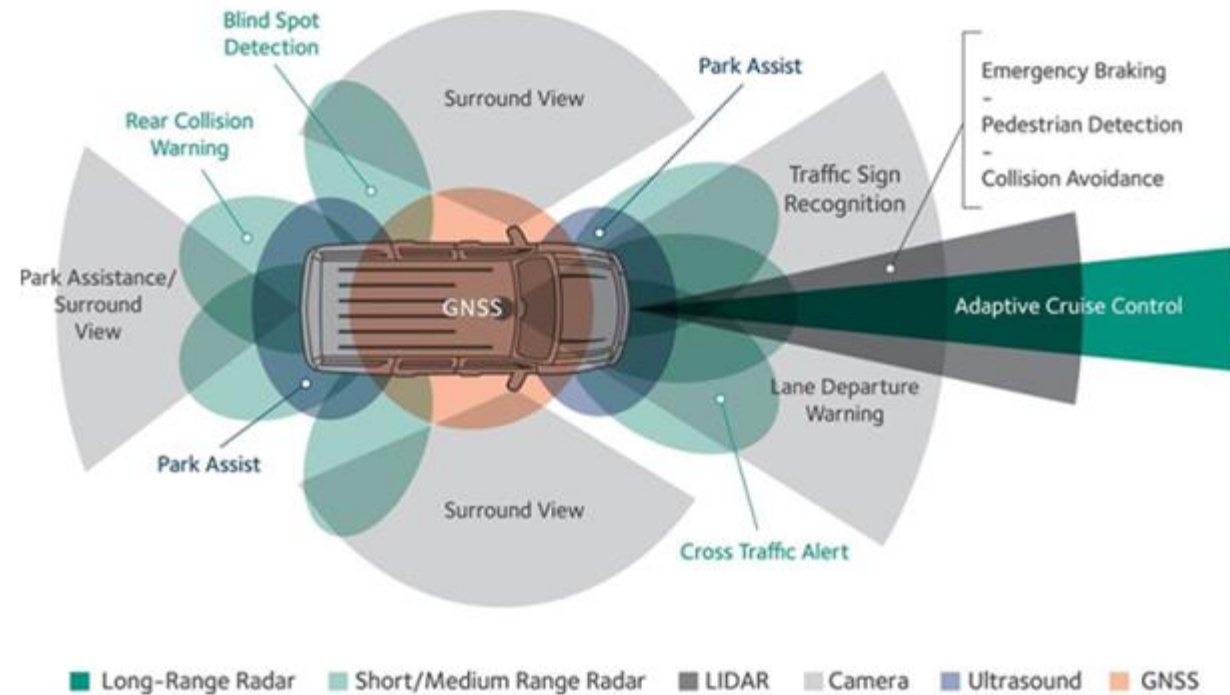 Blind Spot
Detection
Surround View
Park Assist
Emergency Braking
-
Pedestrian Detection
-
Collision Avoidance
Rear Collision
Warning
Traffic Sign
Recognition
Park Assistance/
Surround
View
GNSS
Adaptive Cruise Control
Lane Departure
Warning
Park Assist
Surround View
Cross Traffic Alert
Long-Range Radar
Short/Medium Range Radar
LIDAR
Camera
Ultrasound
GNSS